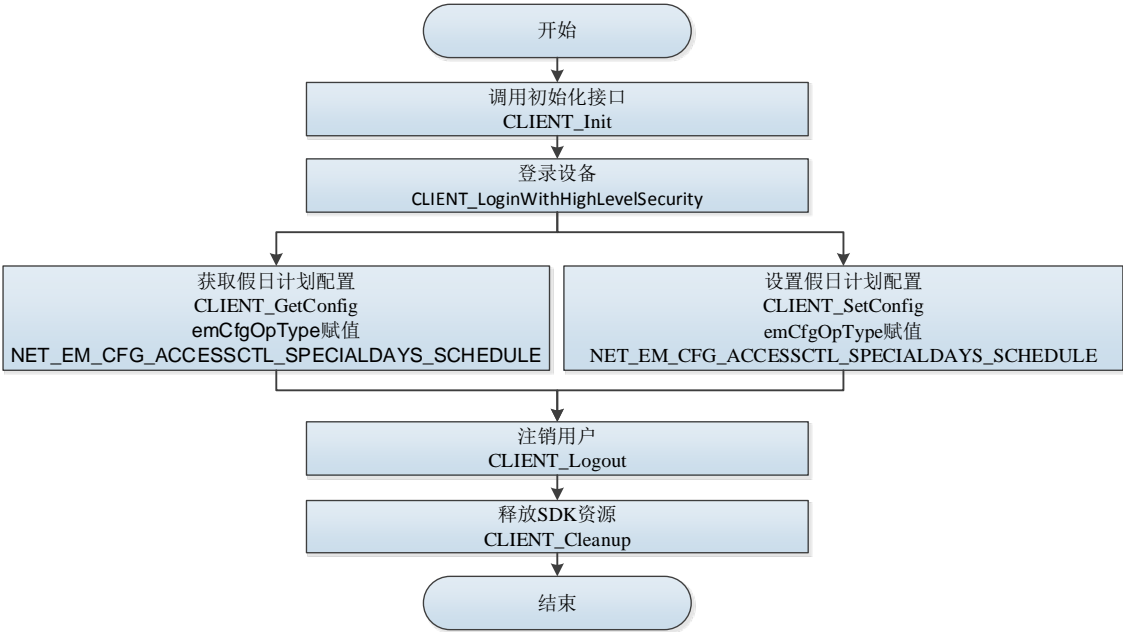 开始
调用初始化接口
CLIENT_Init
登录设备
CLIENT_LoginWithHighLevelSecurity
获取假日计划配置
CLIENT_GetConfig
emCfgOpType赋值
NET_EM_CFG_ACCESSCTL_SPECIALDAYS_SCHEDULE
设置假日计划配置
CLIENT_SetConfig
emCfgOpType赋值
NET_EM_CFG_ACCESSCTL_SPECIALDAYS_SCHEDULE
注销用户
CLIENT_Logout
释放SDK资源
CLIENT_Cleanup
结束